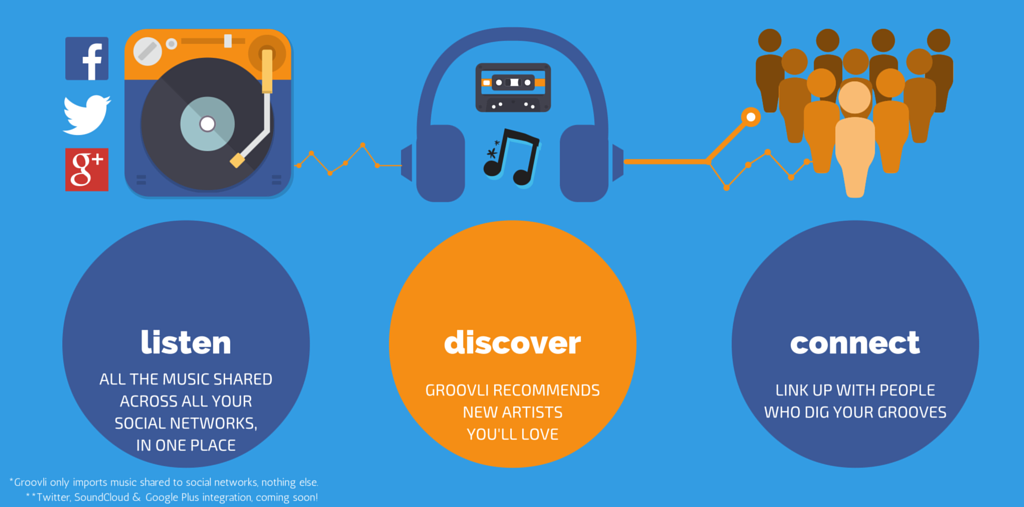 g+
listen
ALL THE MUSIC SHARED
ACROSS ALL YOUR
SOCIAL NETWORKS,
IN ONE PLACE
discover
GROOVLI RECOMMENDS
NEW ARTISTS
YOU'LL LOVE
connect
LINK UP WITH PEOPLE
WHO DIG YOUR GROOVES
*Groovli only imports music shared to social networks, nothing else.
**Twitter, SoundCloud & Google Plus integration, coming soon!